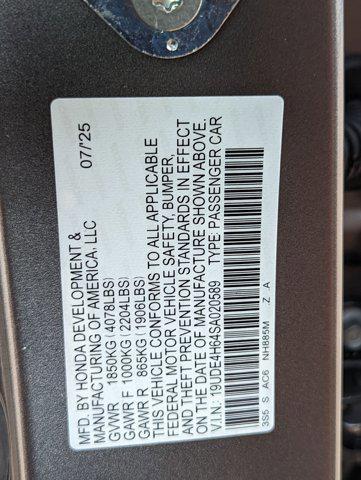 MFD. BY HONDA DEVELOPMENT & 07/'25
MANUFACTURING OF AMERICA, LLC
GVWR 1850KG (4078LBS)
GAWR F 1000KG (2204LBS)
GAWR R 865KG (1906LBS)
THIS VEHICLE CONFORMS TO ALL APPLICABLE
FEDERAL MOTOR VEHICLE SAFETY, BUMPER,
AND THEFT PREVENTION STANDARDS IN EFFECT
ON THE DATE OF MANUFACTURE SHOWN ABOVE.
V.I.N.: 19UDE4H64SA020589 TYPE: PASSENGER CAR
3S5 S AC6 NH885M .Z .A